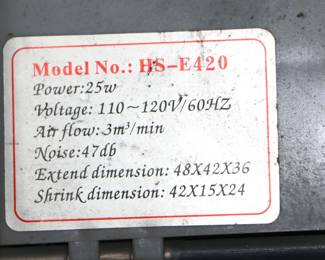 Model No.: HS-E420
Power:25w
Voltage: 110~120V/60HZ
Air flow:3m³/min
Noise:47db
Extend dimension: 48X42X36
Shrink dimension: 42X15X24